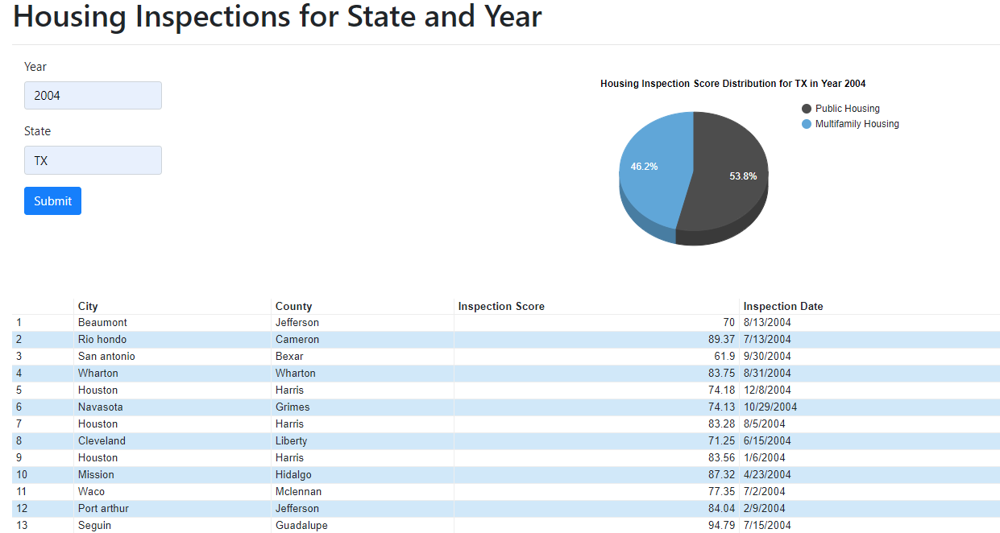 Housing Inspections for State and Year
Year
2004
State
TX
Submit
Housing Inspection Score Distribution for TX in Year 2004
Public Housing
Multifamily Housing
46.2%
53.8%
City County Inspection Score Inspection Date
1 Beaumont Jefferson 70 8/13/2004
2 Rio hondo Cameron 89.37 7/13/2004
3 San antonio Bexar 61.9 9/30/2004
4 Wharton Wharton 83.75 8/31/2004
5 Houston Harris 74.18 12/8/2004
6 Navasota Grimes 74.13 10/29/2004
7 Houston Harris 83.28 8/5/2004
8 Cleveland Liberty 71.25 6/15/2004
9 Houston Harris 83.56 1/6/2004
10 Mission Hidalgo 87.32 4/23/2004
11 Waco Mclennan 77.35 7/2/2004
12 Port arthur Jefferson 84.04 2/9/2004
13 Seguin Guadalupe 94.79 7/15/2004